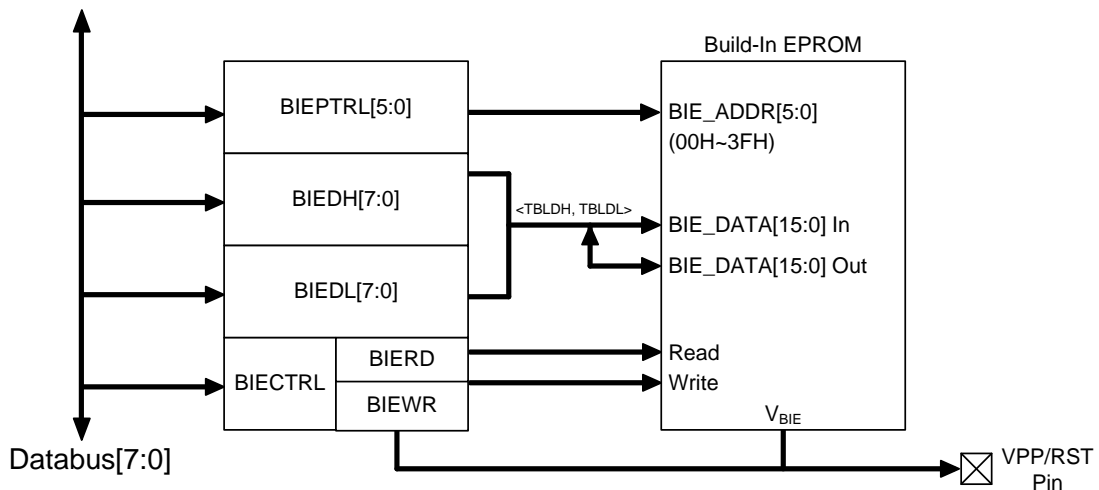 Build-In EPROM
BIEPTRL[5:0]
BIE_ADDR[5:0]
(00H~3FH)
BIEDH[7:0]
<TBLDH, TBLDL>
BIE_DATA[15:0] In
BIE_DATA[15:0] Out
BIEDL[7:0]
BIECTRL
BIERD
Read
BIEWR
Write
VBIE
Databus[7:0]
VPP/RST
Pin